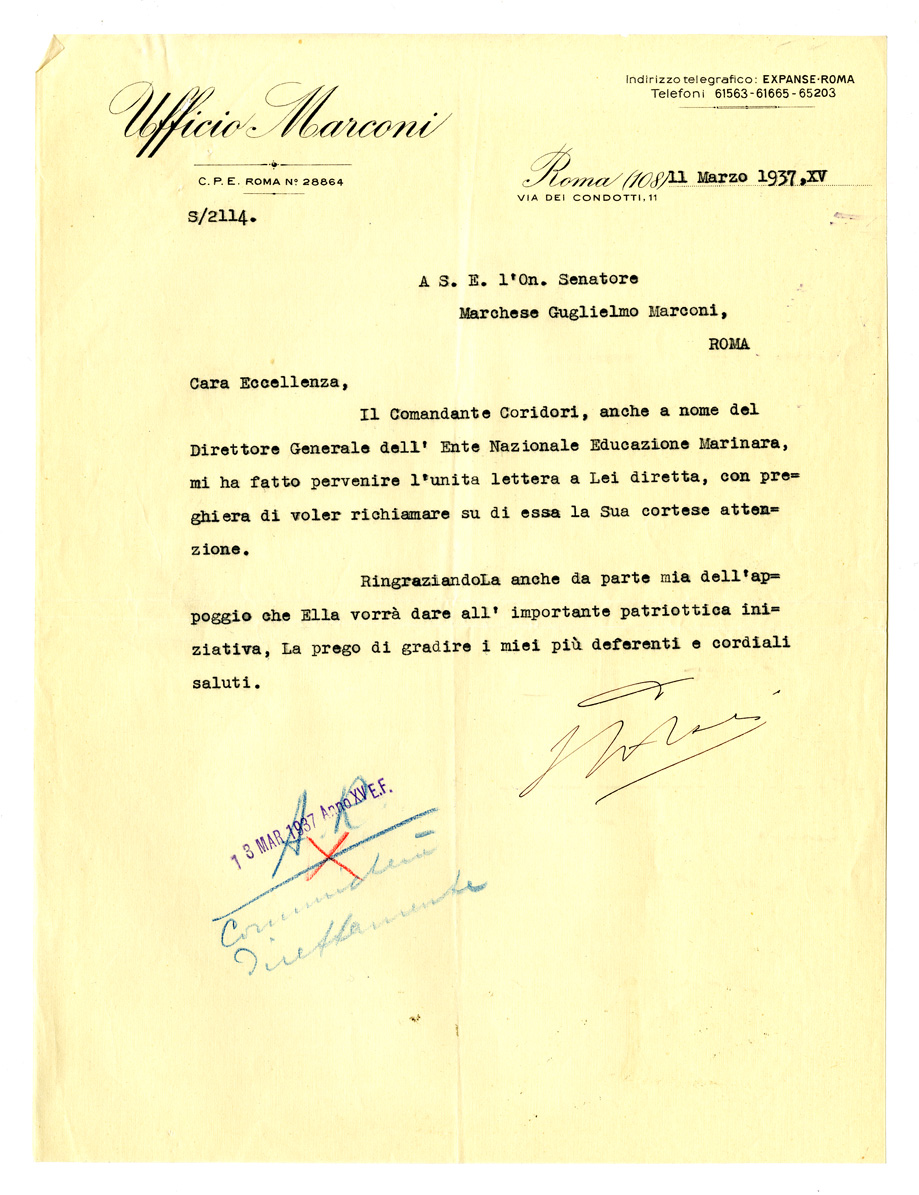 Ufficio Marconi
C. P. E. ROMA Nº 28864
Indirizzo telegrafico: EXPANSE-ROMA
Telefoni 61563-61665-65203
Roma (108) 11 Marzo 1937,XV
VIA DEI CONDOTTI, 11
S/2114.
A S. E. l'On. Senatore
Marchese Guglielmo Marconi,
ROMA
Cara Eccellenza,
Il Comandante Coridori, anche a nome del
Direttore Generale dell' Ente Nazionale Educazione Marinara,
mi ha fatto pervenire l'unita lettera a Lei diretta, con pre=
ghiera di voler richiamare su di essa la Sua cortese atten=
zione.
RingraziandoLa anche da parte mia dell'ap=
poggio che Ella vorrà dare all' importante patriottica ini=
ziativa, La prego di gradire i miei più deferenti e cordiali
saluti.
13 MAR 1937 Anno XV E.F.
Direttamente